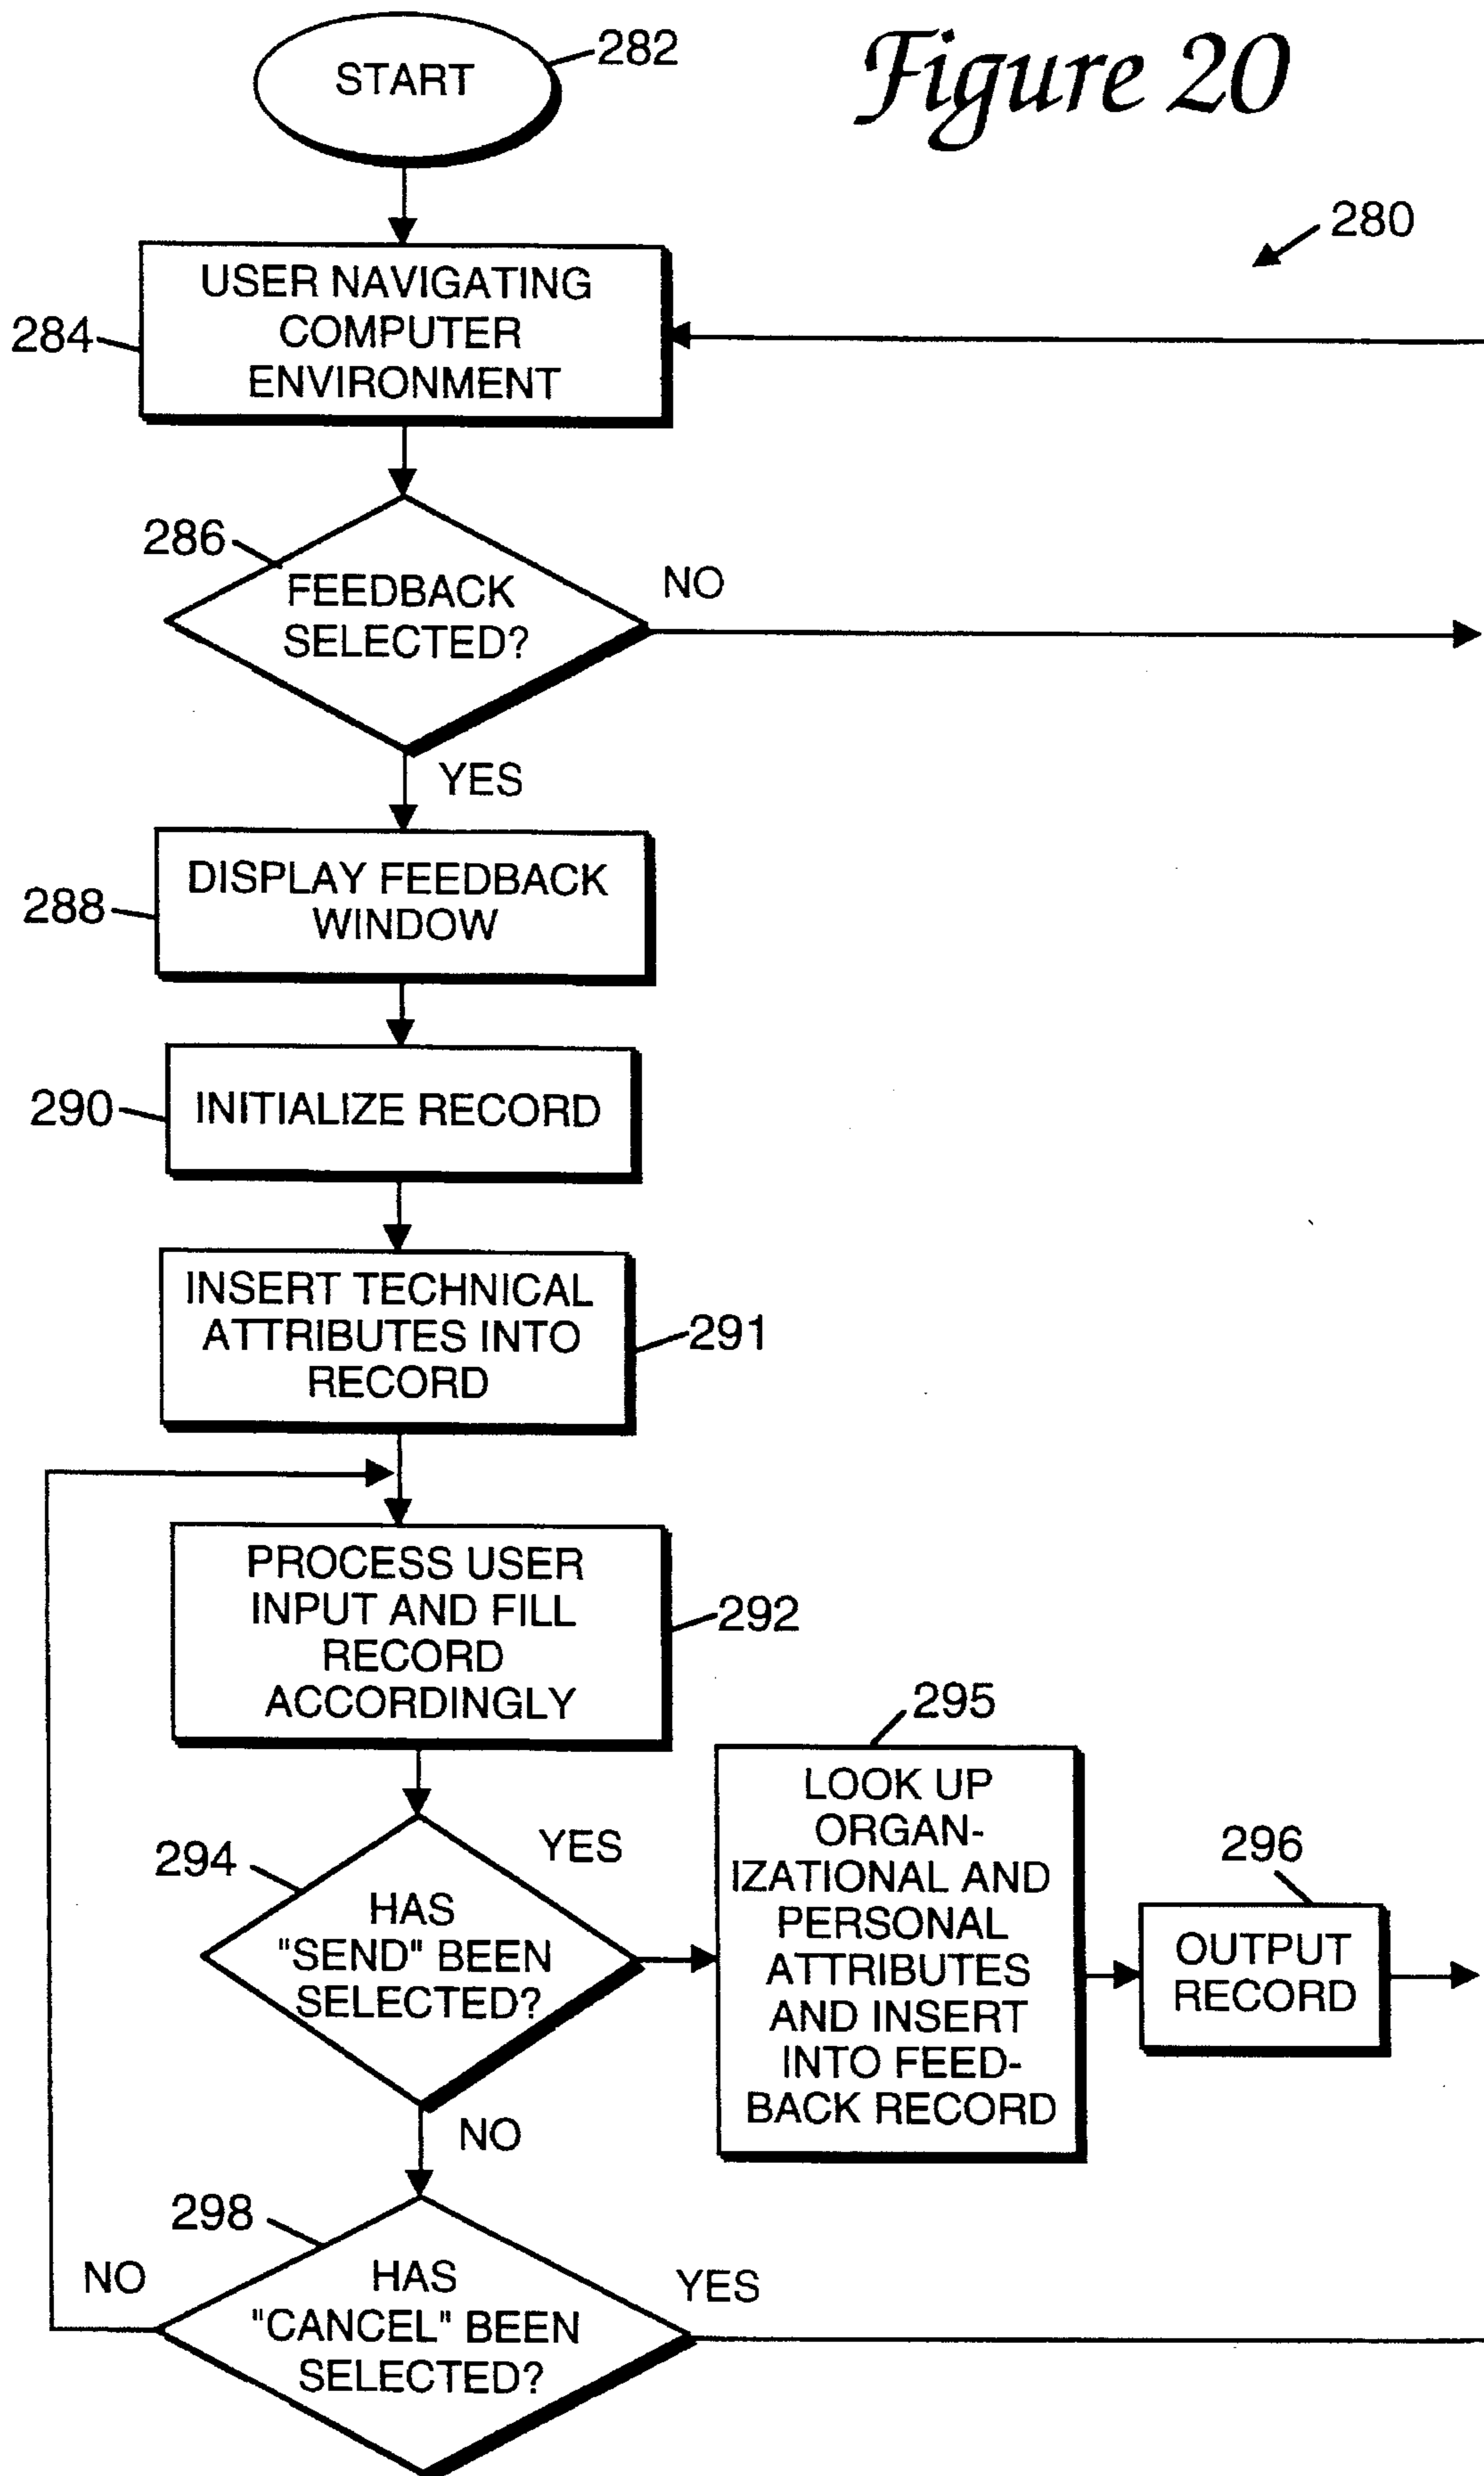 START
282
Figure 20
280
USER NAVIGATING
COMPUTER
ENVIRONMENT
284
286
FEEDBACK
SELECTED?
NO
YES
DISPLAY FEEDBACK
WINDOW
288
INITIALIZE RECORD
290
INSERT TECHNICAL
ATTRIBUTES INTO
RECORD
291
PROCESS USER
INPUT AND FILL
RECORD
ACCORDINGLY
292
294
HAS
"SEND" BEEN
SELECTED?
YES
295
LOOK UP
ORGAN-
IZATIONAL AND
PERSONAL
ATTRIBUTES
AND INSERT
INTO FEED-
BACK RECORD
296
OUTPUT
RECORD
NO
298
HAS
"CANCEL" BEEN
SELECTED?
NO
YES